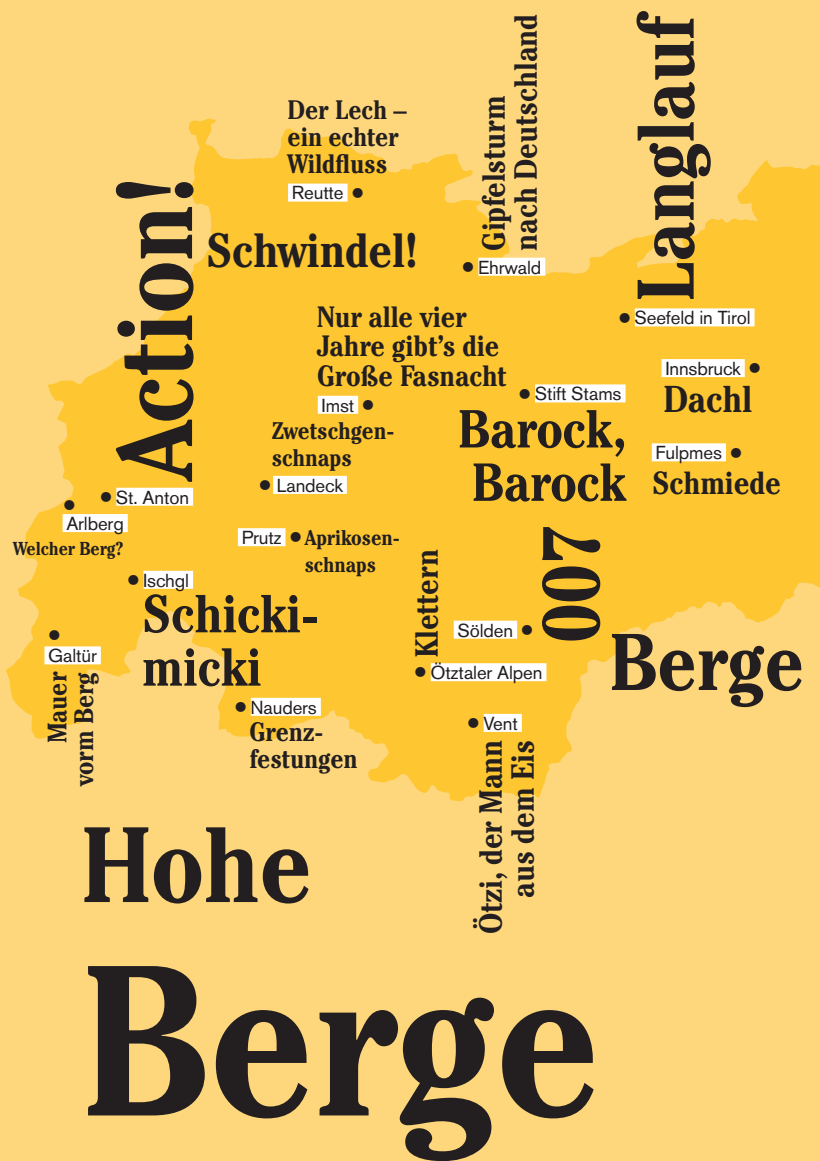 Der Lech –
ein echter
Wildfluss
Reutte
Gipfelsturm
nach Deutschland
Langlauf
Action!
Schwindel!
Ehrwald
Seefeld in Tirol
Nur alle vier
Jahre gibt's die
Große Fasnacht
Imst
Innsbruck
Dachl
Stift Stams
Barock,
Barock
Zwetschgen-
schnaps
Landeck
Fulpmes
Schmiede
St. Anton
Arlberg
Welcher Berg?
Prutz
Aprikosen-
schnaps
Ischgl
Schicki-
micki
Klettern
007
Sölden
Galtür
Mauer
vorm Berg
Ötztaler Alpen
Berge
Nauders
Grenz-
festungen
Vent
Ötzi, der Mann
aus dem Eis
Hohe
Berge